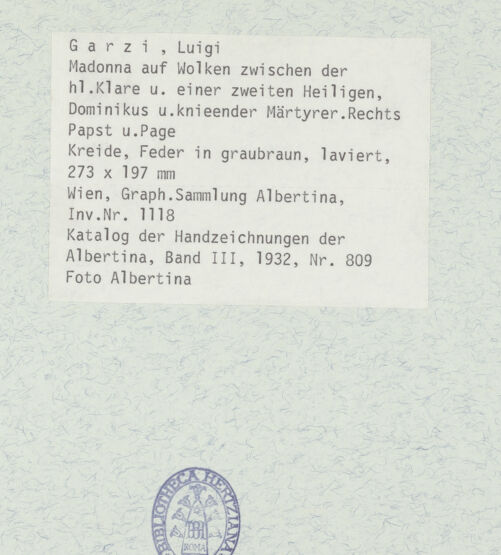 G a r z i , Luigi
Madonna auf Wolken zwischen der
hl.Klare u. einer zweiten Heiligen,
Dominikus u.knieender Märtyrer.Rechts
Papst u.Page
Kreide, Feder in graubraun, laviert,
273 x 197 mm
Wien, Graph.Sammlung Albertina,
Inv.Nr. 1118
Katalog der Handzeichnungen der
Albertina, Band III, 1932, Nr. 809
Foto Albertina
BIBLIOTHECA HERTZIANA
ROMA